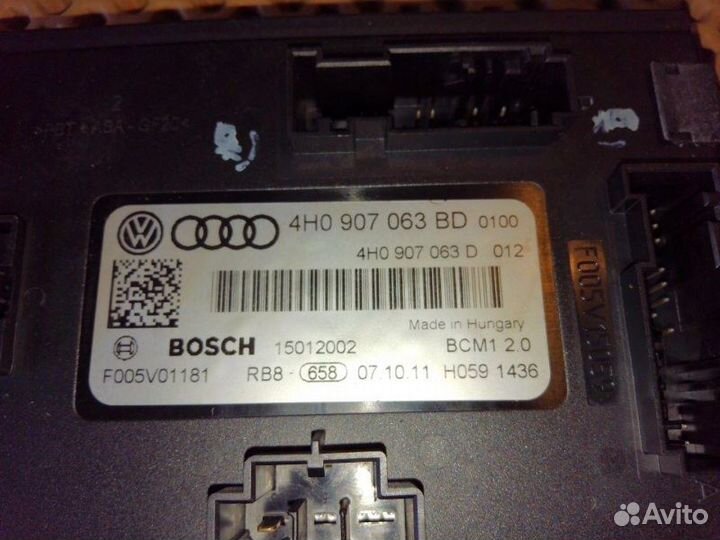 2
4H0 907 063 BD 0100
4H0 907 063 D 012
Made in Hungary
BOSCH 15012002 BCM1 2.0
F005V01181 RB8- 658 07.10.11 H059 1436
Avito